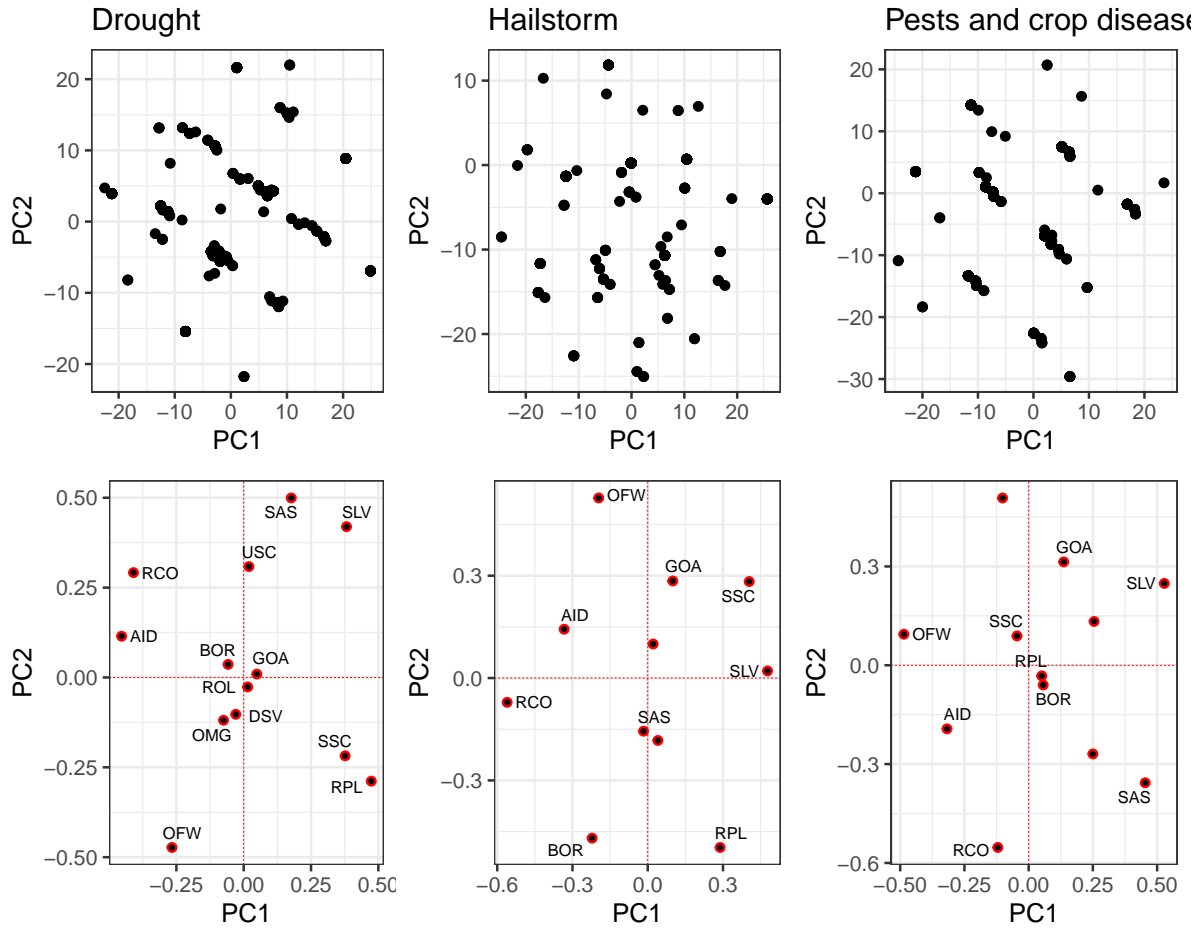 Drought
Hailstorm
Pests and crop disease
20
10
0
−10
−20
PC2
−20 −10 0 10 20
PC1
10
0
−10
−20
PC2
−20 −10 0 10 20
PC1
20
10
0
−10
−20
−30
PC2
−20 −10 0 10 20
PC1
0.50
0.25
0.00
−0.25
−0.50
PC2
SAS
SLV
USC
RCO
AID
BOR
GOA
ROL
DSV
OMG
SSC
RPL
OFW
−0.25 0.00 0.25 0.50
PC1
0.3
0.0
−0.3
PC2
OFW
GOA
SSC
AID
SLV
RCO
SAS
RPL
BOR
−0.6 −0.3 0.0 0.3
PC1
0.3
0.0
−0.3
−0.6
PC2
GOA
SLV
SSC
OFW
RPL
BOR
AID
SAS
RCO
−0.50 −0.25 0.00 0.25 0.50
PC1